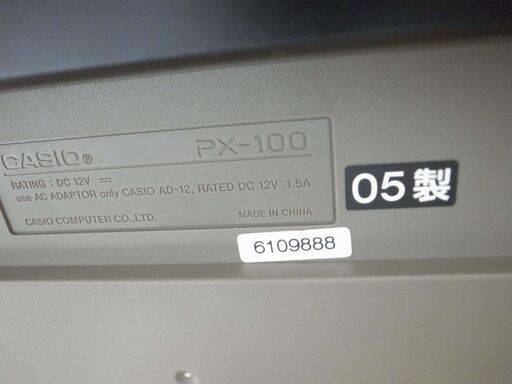 CASIO® PX-100
RATING : DC 12V ⎓
use AC ADAPTOR only CASIO AD-12, RATED DC 12V 1.5A
CASIO COMPUTER CO.,LTD. MADE IN CHINA
05製
6109888